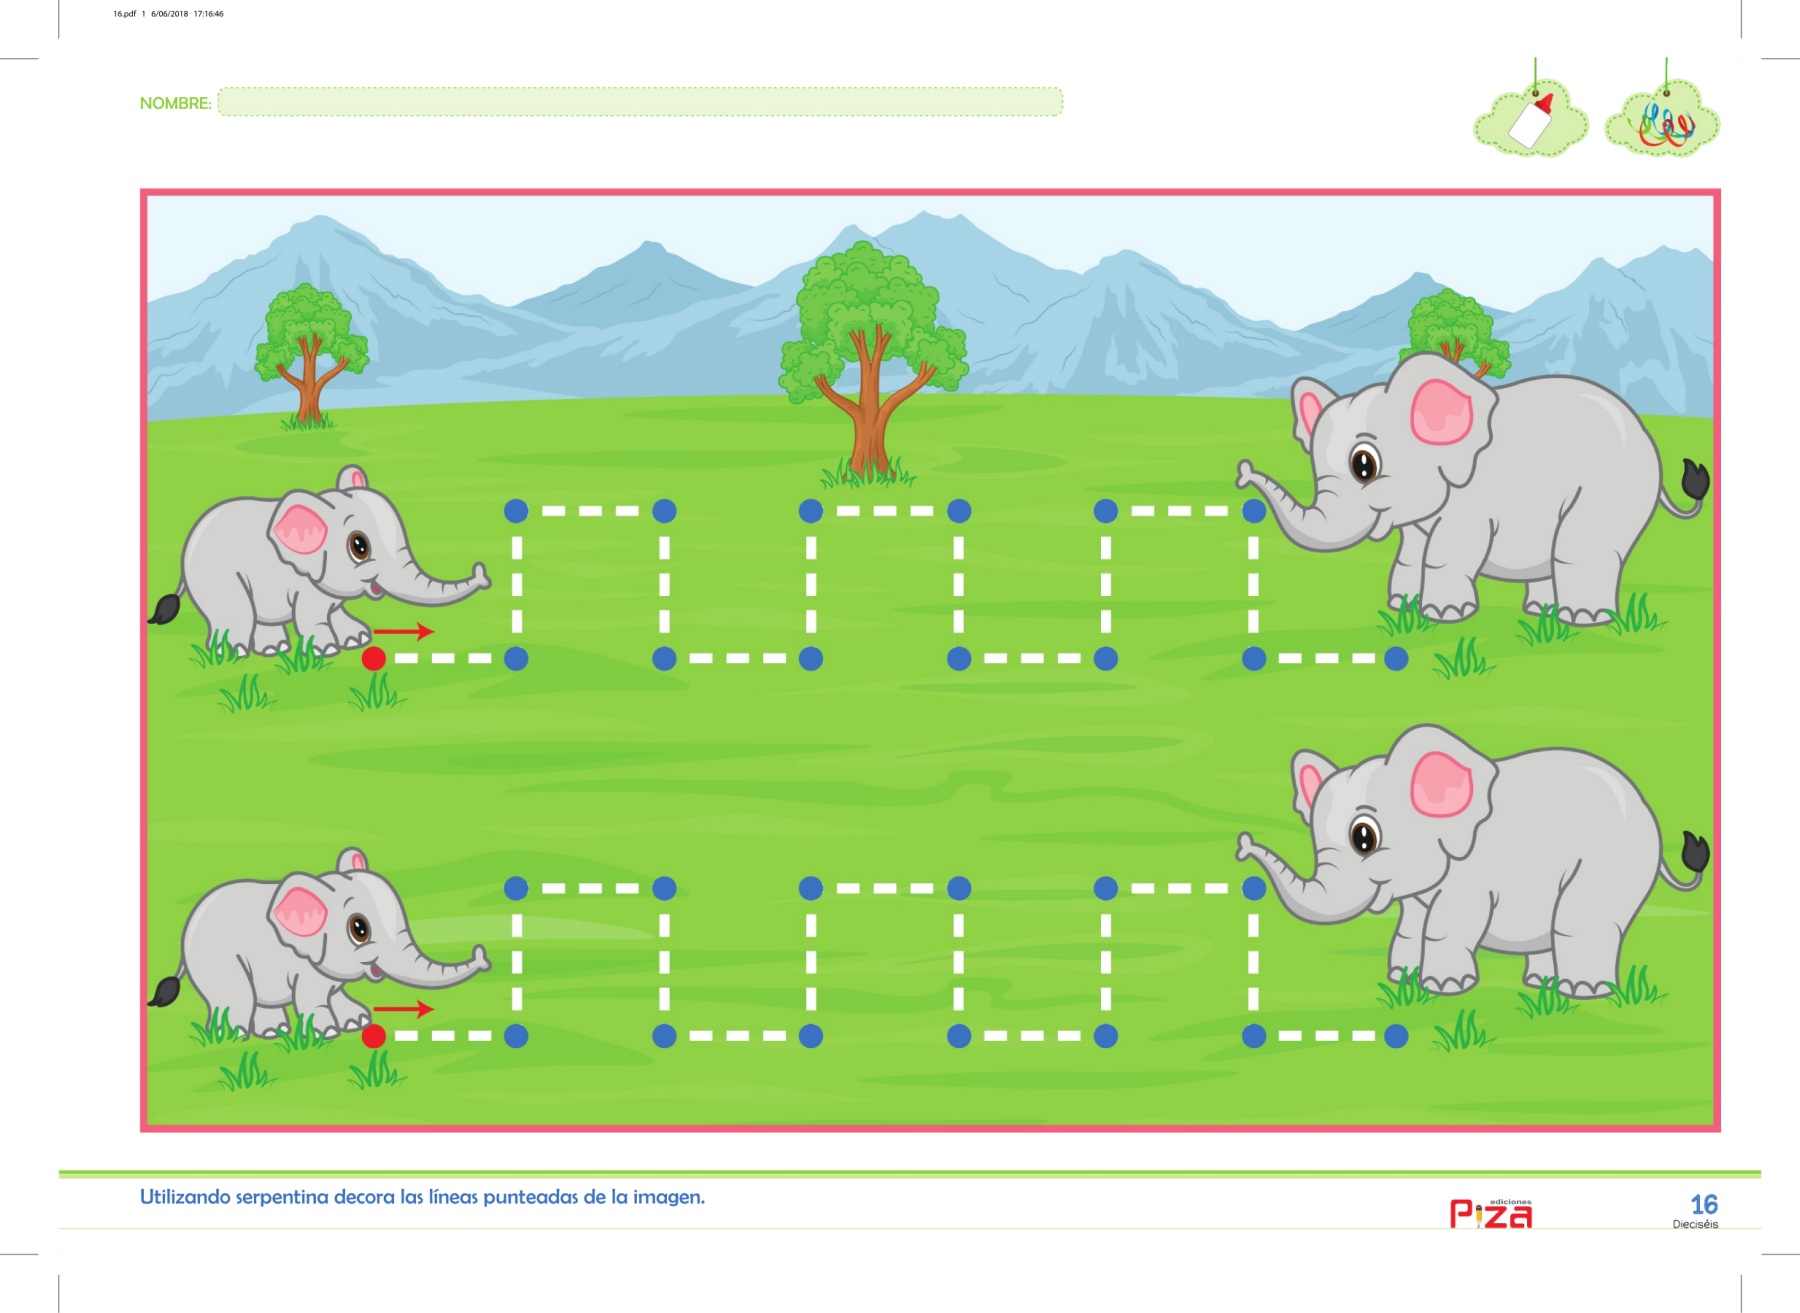 16.pdf 1 6/06/2018 17:16:46
NOMBRE:
Utilizando serpentina decora las líneas punteadas de la imagen.
ediciones
Piza
16
Dieciséis